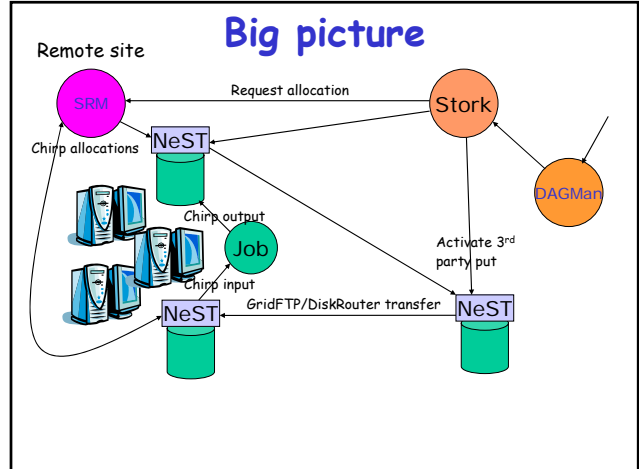 Big picture
Remote site
Request allocation
SRM
Stork
Chirp allocations
NeST
DAGMan
Chirp output
Job
Activate 3rd
party put
Chirp input
NeST
GridFTP/DiskRouter transfer
NeST